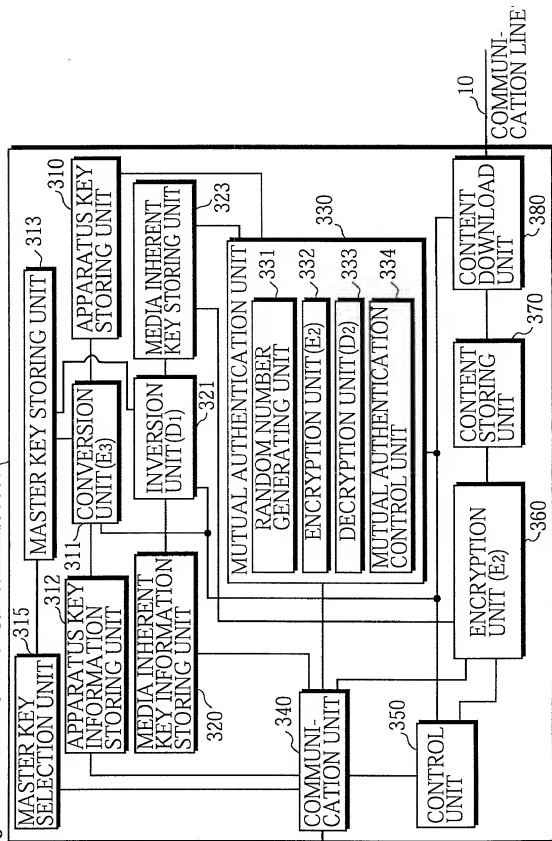 313
MASTER KEY STORING UNIT
315
MASTER KEY
SELECTION UNIT
310
APPARATUS KEY
STORING UNIT
311
CONVERSION
UNIT(E3)
312
APPARATUS KEY
INFORMATION
STORING UNIT
323
MEDIA INHERENT
KEY STORING UNIT
321
INVERSION
UNIT(D1)
MEDIA INHERENT
KEY INFORMATION
STORING UNIT
320
330
MUTUAL AUTHENTICATION UNIT
RANDOM NUMBER
GENERATING UNIT
331
ENCRYPTION UNIT(E2)
332
DECRYPTION UNIT(D2)
333
MUTUAL AUTHENTICATION
CONTROL UNIT
334
340
COMMUNI-
CATION UNIT
350
CONTROL
UNIT
ENCRYPTION
UNIT (E2)
360
CONTENT
STORING
UNIT
370
CONTENT
DOWNLOAD
UNIT
380
10
COMMUNI-
CATION LINE